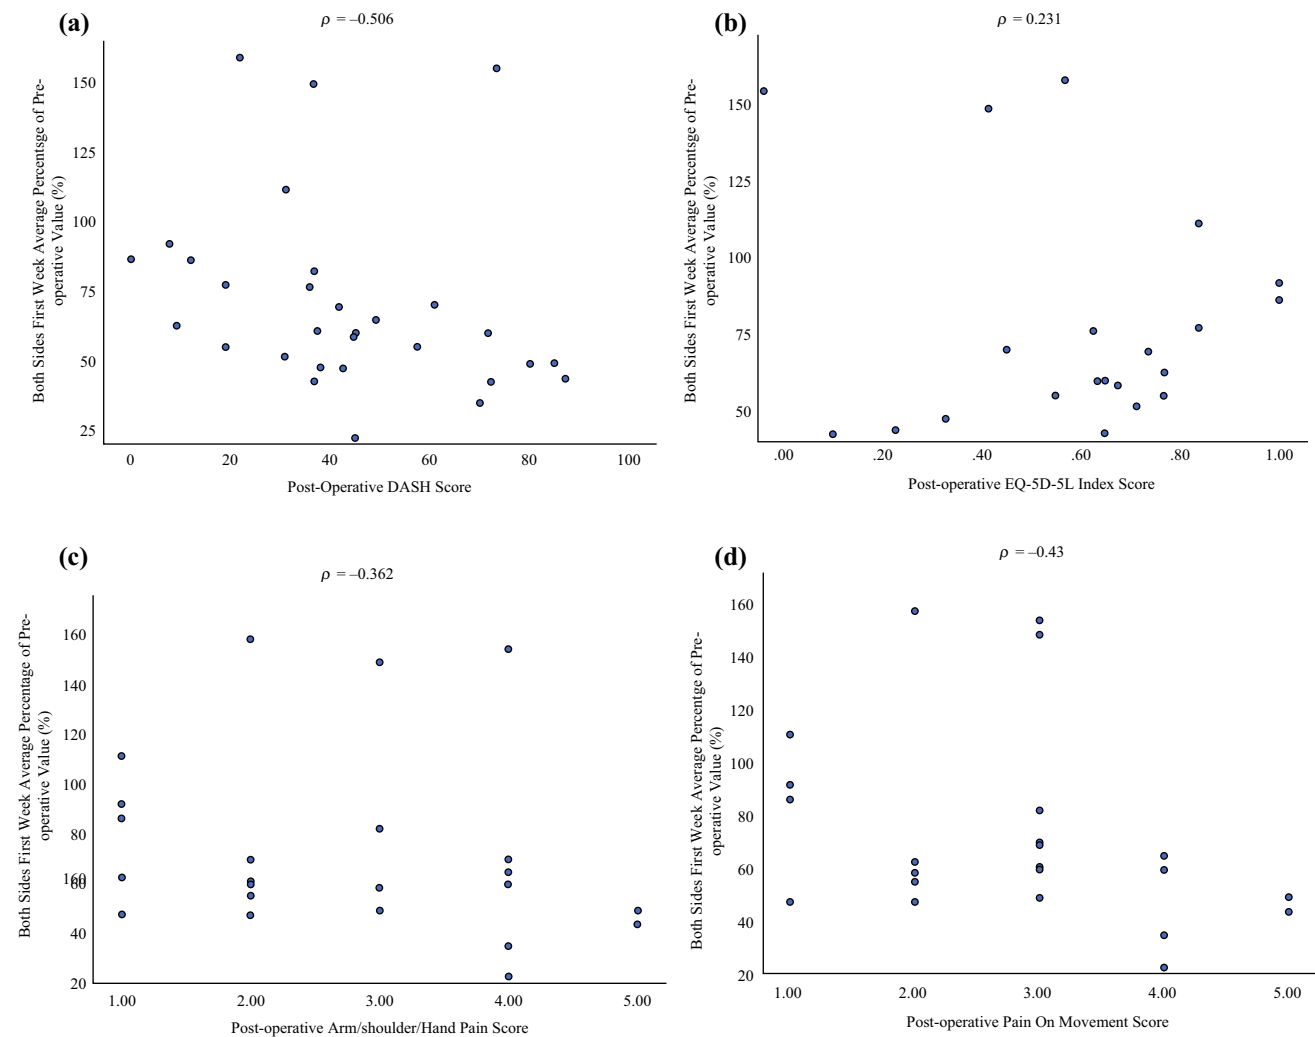 (a)
ρ = –0.506
Both Sides First Week Average Percentsge of Pre-
operative Value (%)
150
125
100
75
50
25
0 20 40 60 80 100
Post-Operative DASH Score
(b)
ρ = 0.231
Both Sides First Week Average Percentsge of Pre-
operative Value (%)
150
125
100
75
50
.00 .20 .40 .60 .80 1.00
Post-operative EQ-5D-5L Index Score
(c)
ρ = –0.362
Both Sides First Week Average Percentage of Pre-
operative Value (%)
160
140
120
100
80
160
60
40
20
1.00 2.00 3.00 4.00 5.00
Post-operative Arm/shoulder/Hand Pain Score
(d)
ρ = –0.43
Both Sides First Week Average Percentge of Pre-
operative Value (%)
160
140
120
100
80
60
40
20
1.00 2.00 3.00 4.00 5.00
Post-operative Pain On Movement Score